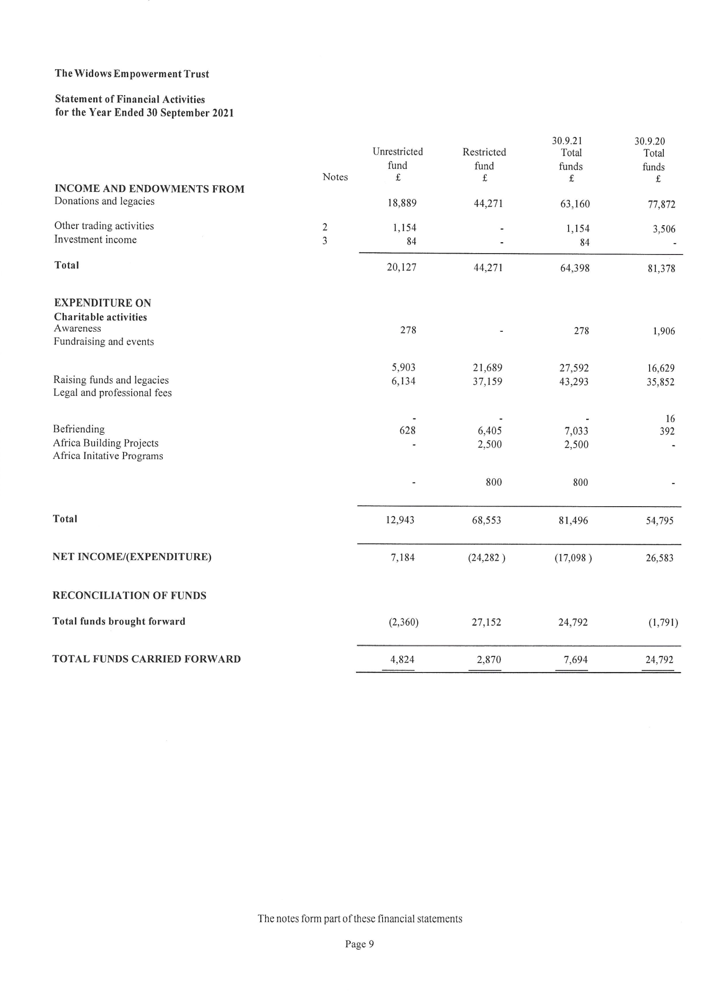 The Widows Empowerment Trust
Statement of Financial Activities
for the Year Ended 30 September 2021
30.9.21 30.9.20
Unrestricted Restricted Total Total
fund fund funds funds
Notes £ £ £ £
INCOME AND ENDOWMENTS FROM
Donations and legacies 18,889 44,271 63,160 77,872
Other trading activities 2 1,154 - 1,154 3,506
Investment income 3 84 - 84 -
Total 20,127 44,271 64,398 81,378
EXPENDITURE ON
Charitable activities
Awareness 278 - 278 1,906
Fundraising and events
5,903 21,689 27,592 16,629
Raising funds and legacies 6,134 37,159 43,293 35,852
Legal and professional fees
- - - 16
Befriending 628 6,405 7,033 392
Africa Building Projects - 2,500 2,500 -
Africa Initative Programs
- 800 800 -
Total 12,943 68,553 81,496 54,795
NET INCOME/(EXPENDITURE) 7,184 (24,282 ) (17,098 ) 26,583
RECONCILIATION OF FUNDS
Total funds brought forward (2,360) 27,152 24,792 (1,791)
TOTAL FUNDS CARRIED FORWARD 4,824 2,870 7,694 24,792
The notes form part of these financial statements
Page 9